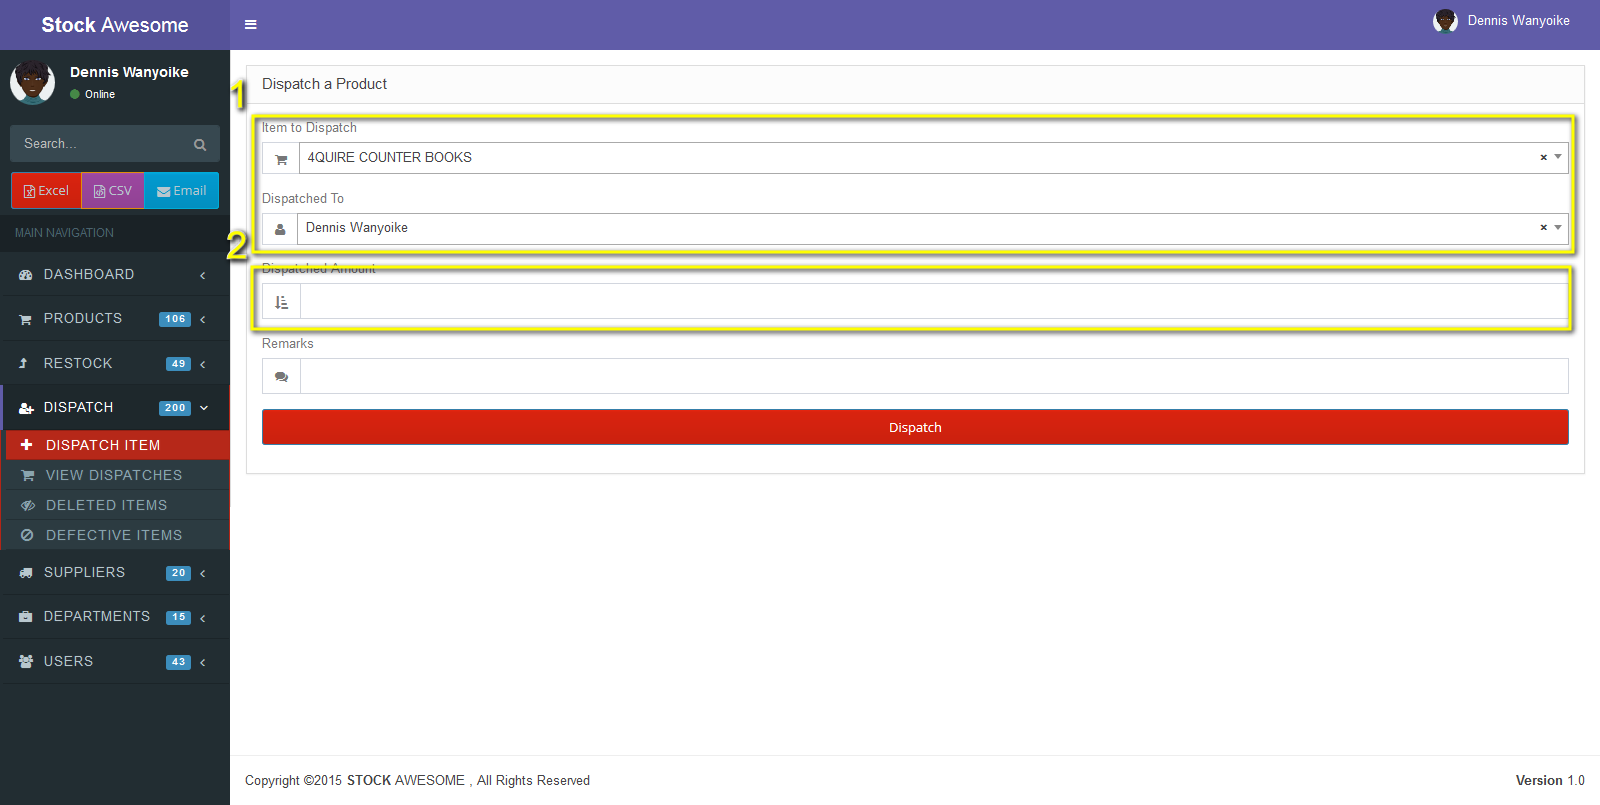 Stock Awesome
Dennis Wanyoike
Dennis Wanyoike
Online
Search...
Excel CSV Email
MAIN NAVIGATION
DASHBOARD
PRODUCTS 106
RESTOCK 49
DISPATCH 200
DISPATCH ITEM
VIEW DISPATCHES
DELETED ITEMS
DEFECTIVE ITEMS
SUPPLIERS 20
DEPARTMENTS 15
USERS 43
Dispatch a Product
1
Item to Dispatch
4QUIRE COUNTER BOOKS
Dispatched To
Dennis Wanyoike
2
Dispatched Amount
Remarks
Dispatch
Copyright ©2015 STOCK AWESOME , All Rights Reserved
Version 1.0